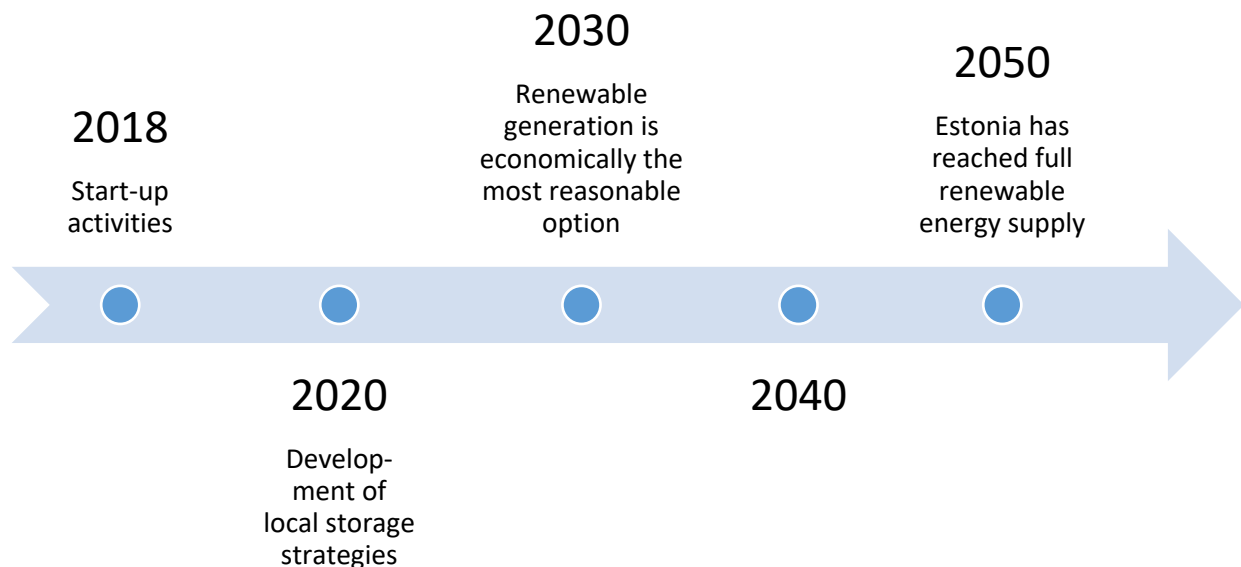 2018
Start-up
activities
2020
Develop-
ment of
local storage
strategies
2030
Renewable
generation is
economically the
most reasonable
option
2040
2050
Estonia has
reached full
renewable
energy supply